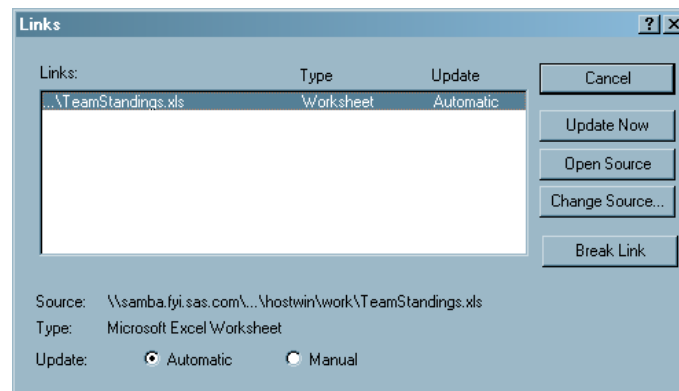 Links
Links: Type Update Cancel
...\TeamStandings.xls Worksheet Automatic
Update Now
Open Source
Change Source...
Break Link
Source: \\samba.fyi.sas.com\...\hostwin\work\TeamStandings.xls
Type: Microsoft Excel Worksheet
Update: Automatic Manual